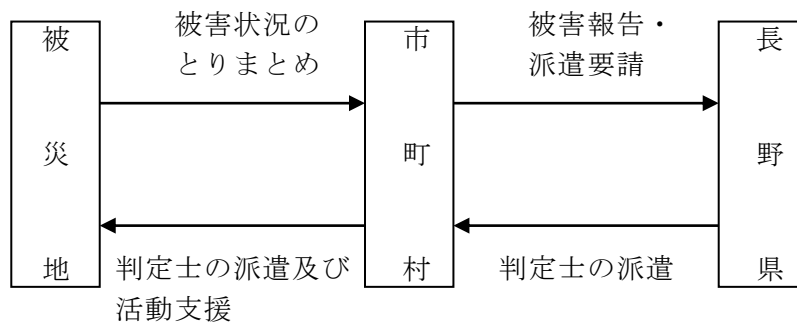 被災地
被害状況の
とりまとめ
市町村
被害報告・
派遣要請
長野県
判定士の派遣及び
活動支援
判定士の派遣